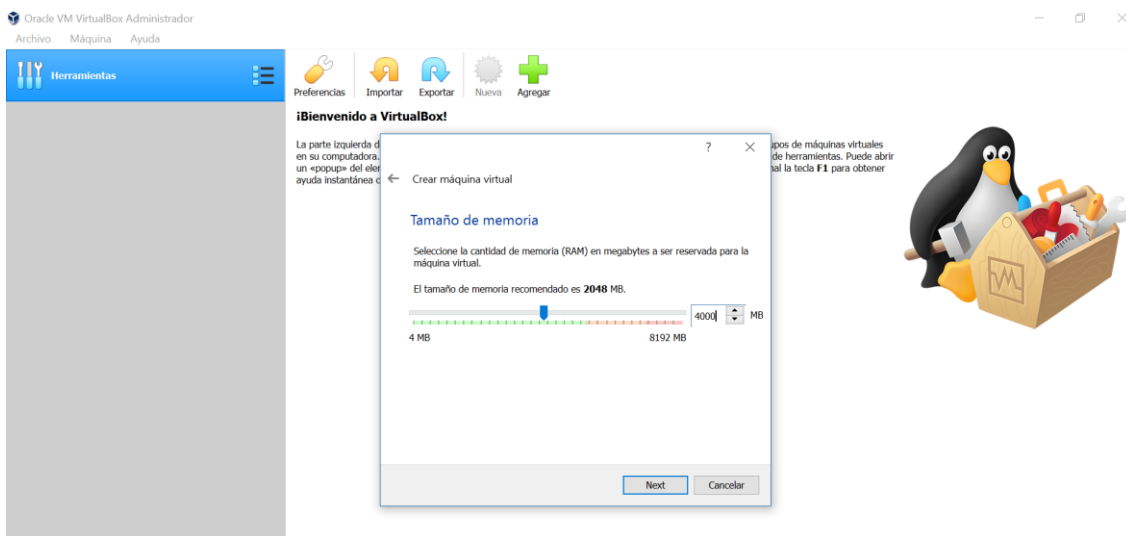 Oracle VM VirtualBox Administrador
Archivo Máquina Ayuda
Herramientas
Preferencias Importar Exportar Nueva Agregar
¡Bienvenido a VirtualBox!
La parte izquierda d
upos de máquinas virtuales
en su computadora.
de herramientas. Puede abrir
un «popup» del eler
nal la tecla F1 para obtener
ayuda instantánea c
?
Crear máquina virtual
Tamaño de memoria
Seleccione la cantidad de memoria (RAM) en megabytes a ser reservada para la
máquina virtual.
El tamaño de memoria recomendado es 2048 MB.
4000 MB
4 MB 8192 MB
Next Cancelar